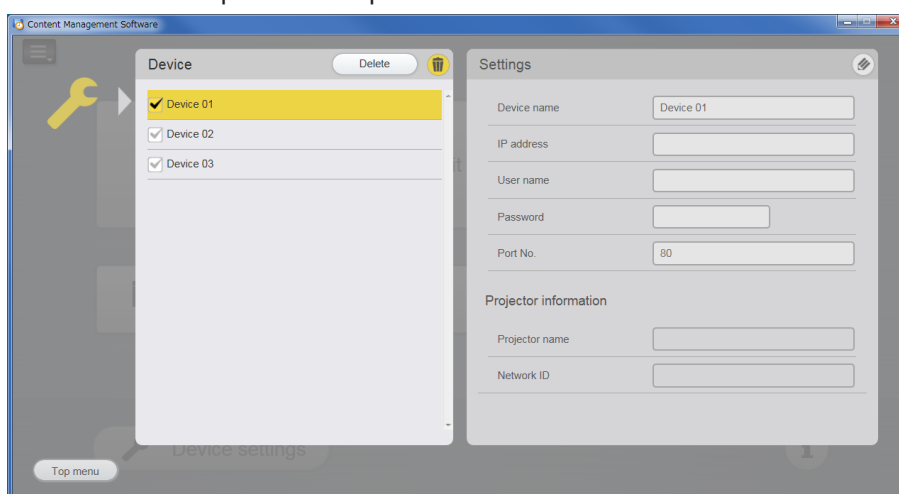 Content Management Software
Device
Delete
Device 01
Device 02
Device 03
Settings
Device name
Device 01
IP address
User name
Password
Port No.
80
Projector information
Projector name
Network ID
Device settings
Top menu